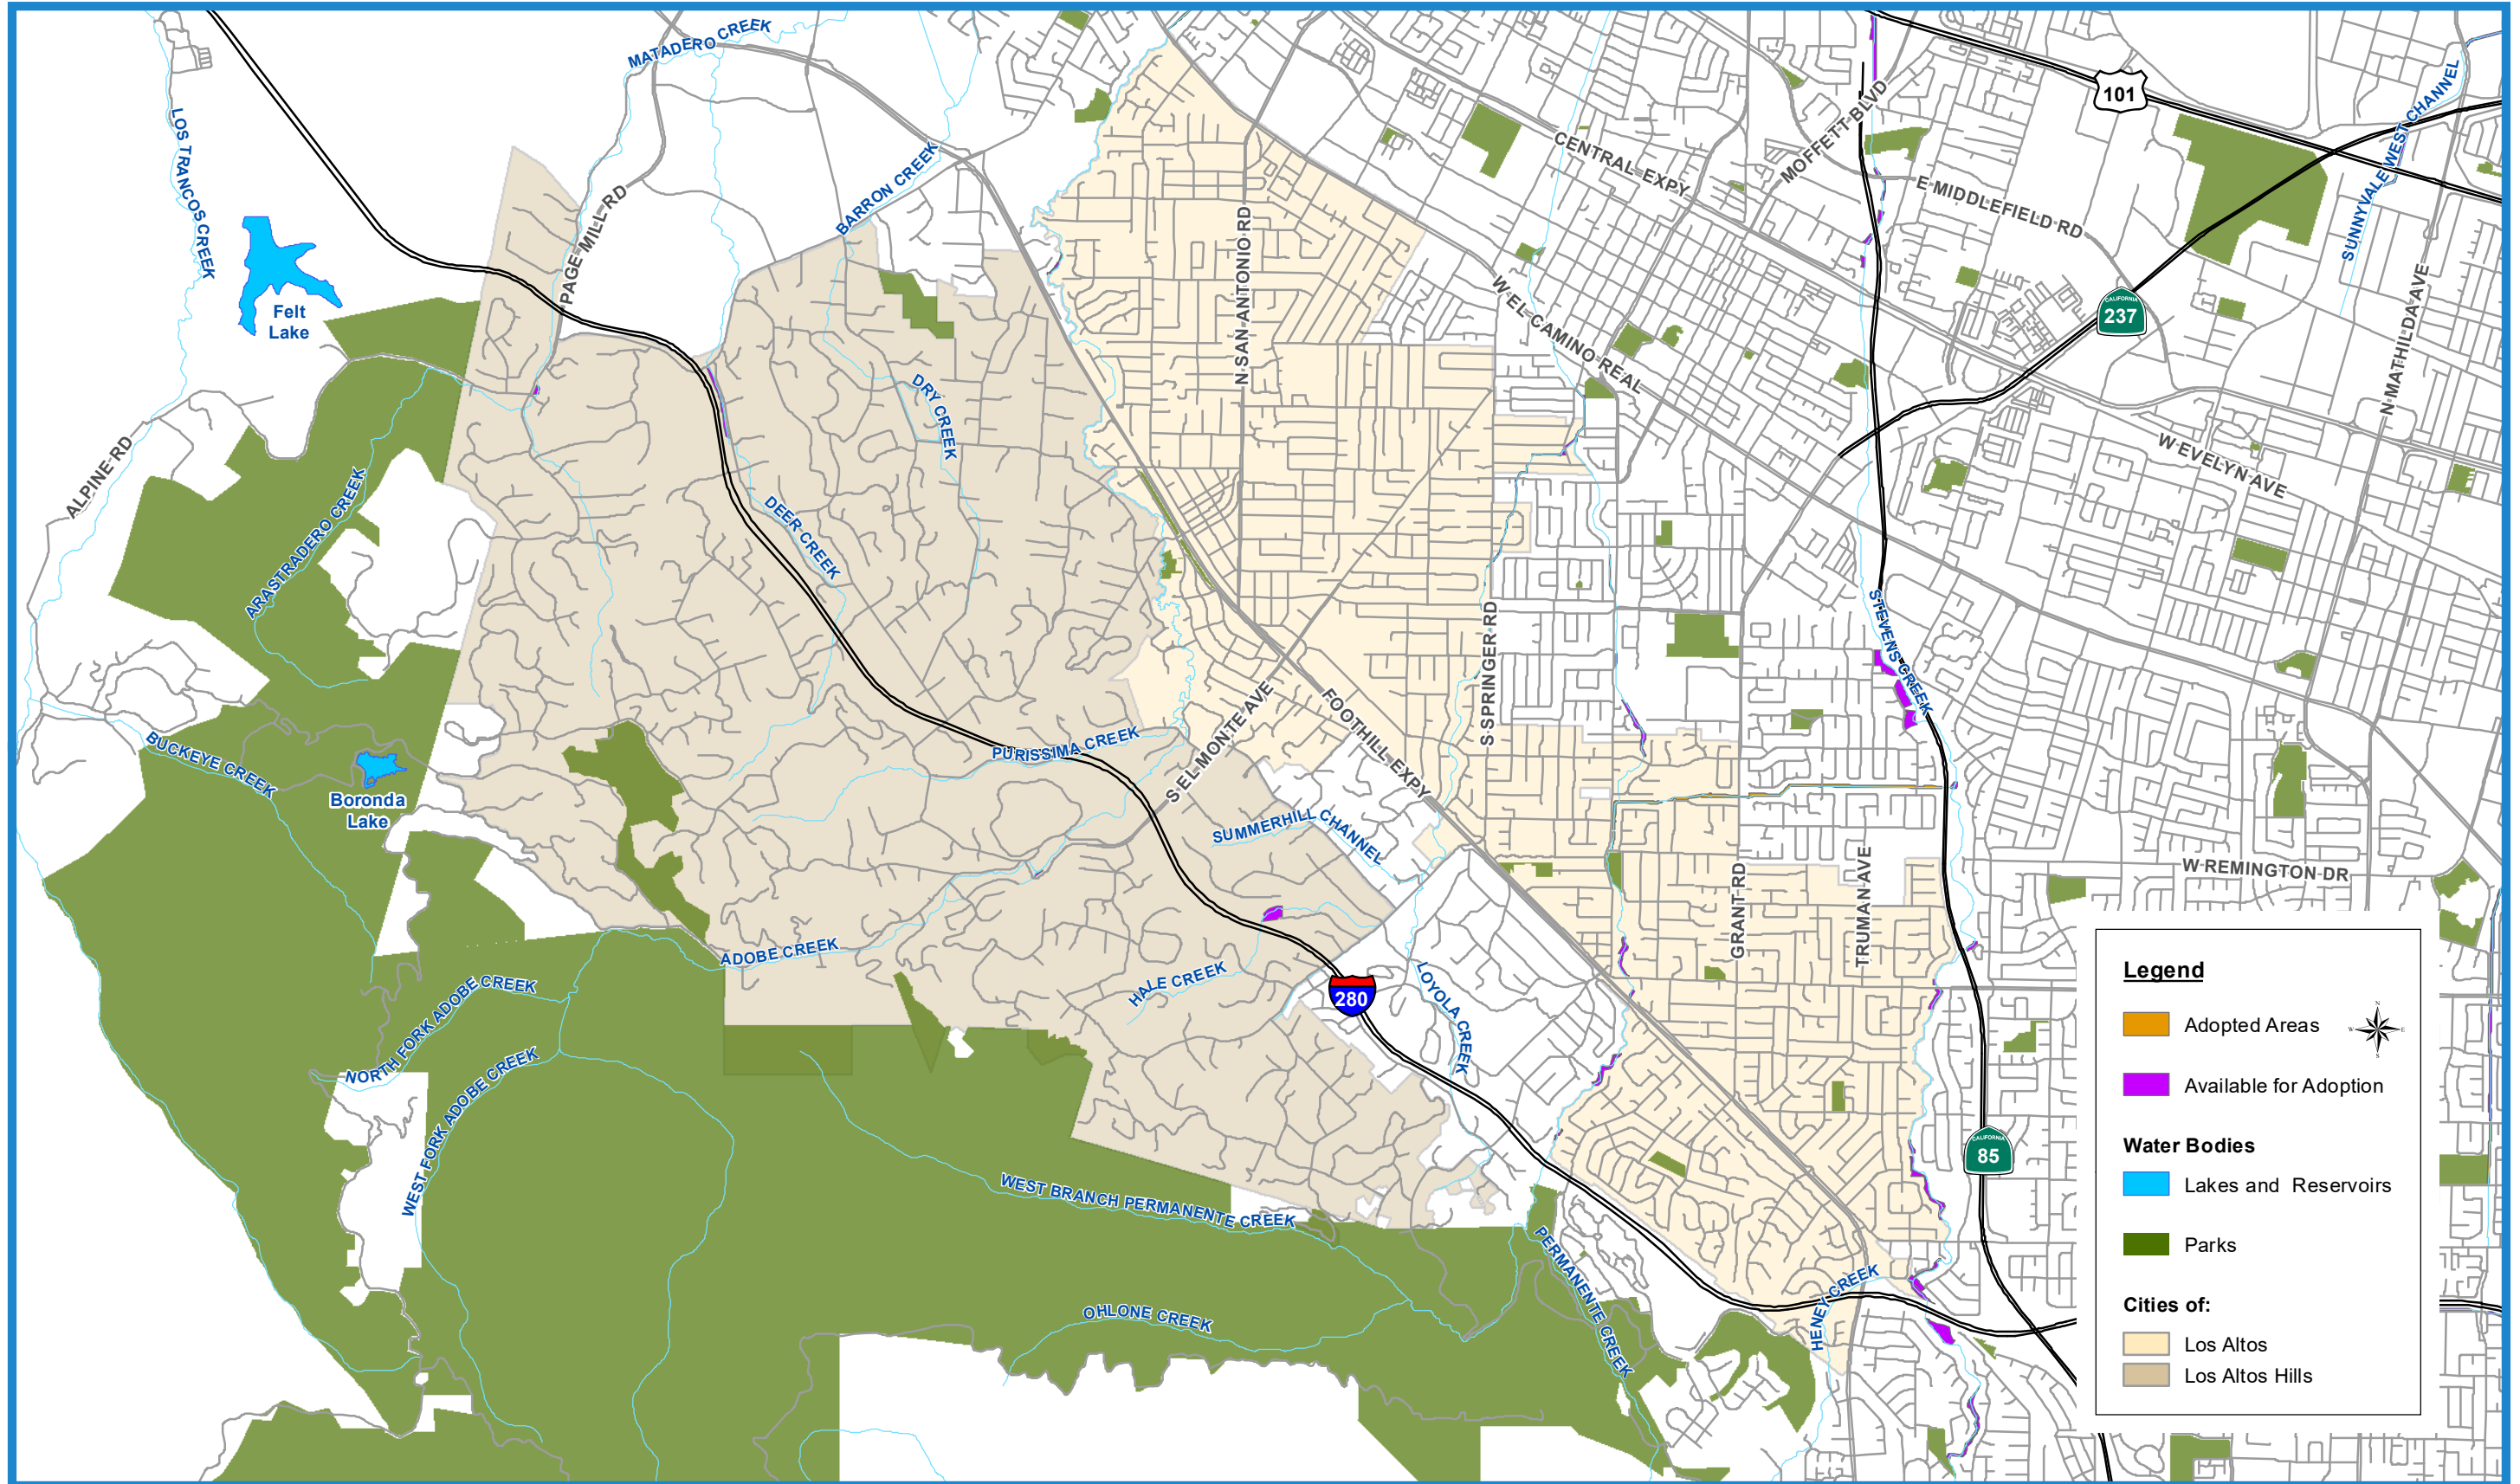 MATADERO CREEK
LOS TRANCOS CREEK
Felt
Lake
PAGE MILL RD
BARRON CREEK
N SAN ANTONIO RD
CENTRAL EXPY
MOFFETT BLVD
101
E MIDDLEFIELD RD
SUNNYVALE WEST CHANNEL
CALIFORNIA
237
N MATHILDA AVE
W EL CAMINO REAL
DRY CREEK
W EVELYN AVE
ALPINE RD
ARASTRADERO CREEK
DEER CREEK
STEVENS CREEK
S SPRINGER RD
FOOTHILL EXPY
S EL MONTE AVE
PURISSIMA CREEK
BUCKEYE CREEK
Boronda
Lake
SUMMERHILL CHANNEL
W REMINGTON DR
GRANT RD
TRUMAN AVE
ADOBE CREEK
HALE CREEK
280
LOYOLA CREEK
NORTH FORK ADOBE CREEK
WEST FORK ADOBE CREEK
CALIFORNIA
85
WEST BRANCH PERMANENTE CREEK
PERMANENTE CREEK
OHLONE CREEK
HENEY CREEK
Legend
Adopted Areas
N
W
E
S
Available for Adoption
Water Bodies
Lakes and Reservoirs
Parks
Cities of:
Los Altos
Los Altos Hills